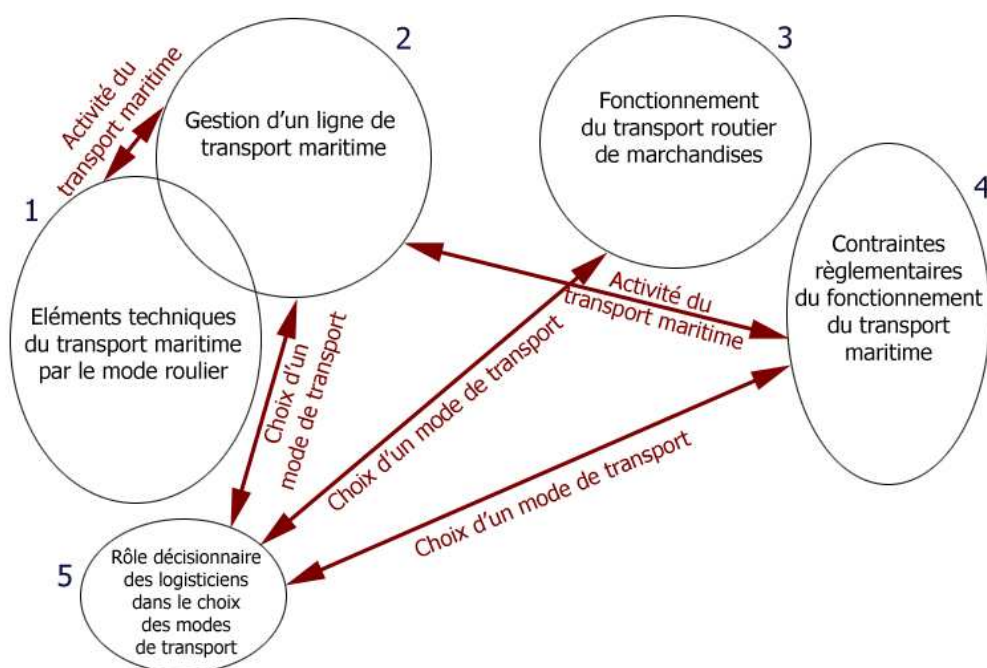 2
Gestion d'un ligne de
transport maritime
Activité du
transport maritime
1
Eléments techniques
du transport maritime
par le mode roulier
3
Fonctionnement
du transport routier
de marchandises
4
Contraintes
règlementaires
du fonctionnement
du transport
maritime
Activité du
transport maritime
Choix d'un
mode de transport
Choix d'un mode de transport
Choix d'un mode de transport
5
Rôle décisionnaire
des logisticiens
dans le choix
des modes
de transport